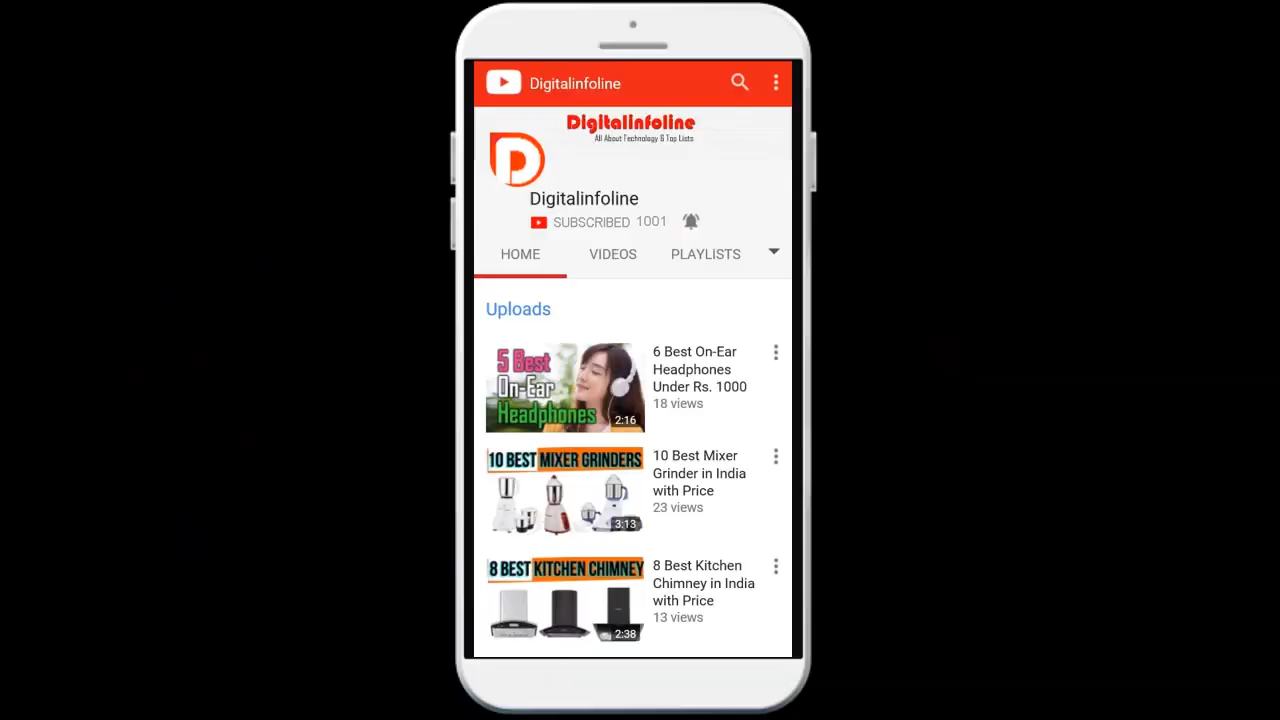 Digitalinfoline
Digitalinfoline
All About Technology & Top Lists
D
Digitalinfoline
SUBSCRIBED 1001
HOME VIDEOS PLAYLISTS
Uploads
5 Best
On-Ear
Headphones
2:16
6 Best On-Ear
Headphones
Under Rs. 1000
18 views
10 BEST MIXER GRINDERS
3:13
10 Best Mixer
Grinder in India
with Price
23 views
8 BEST KITCHEN CHIMNEY
2:38
8 Best Kitchen
Chimney in India
with Price
13 views